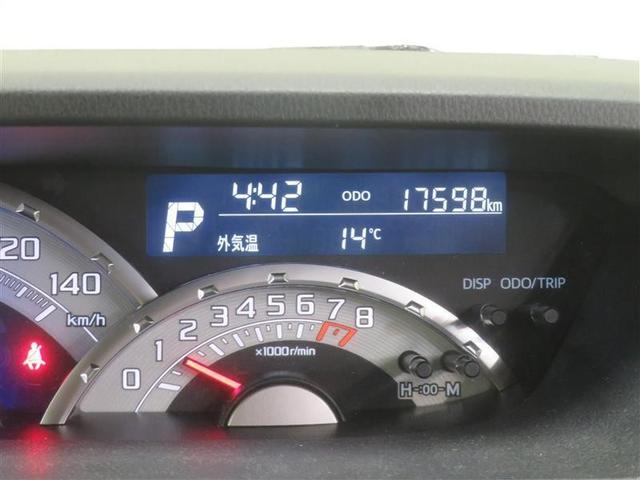 P 4:42 ODO 17598km
外気温 14℃
DISP ODO/TRIP
20 140
km/h
0 1 2 3 4 5 6 7 8
×1000r/min
H-:00-M